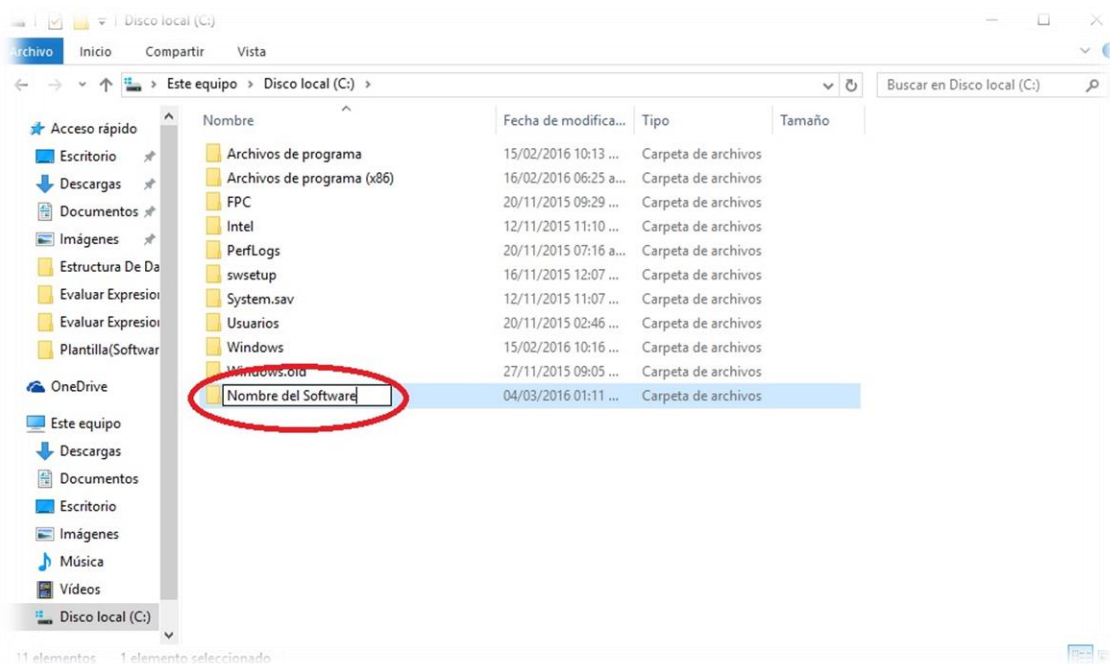 Disco local (C:)
Archivo Inicio Compartir Vista
Este equipo > Disco local (C:) > Buscar en Disco local (C:)
Nombre Fecha de modifica... Tipo Tamaño
Acceso rápido
Escritorio
Descargas
Documentos
Imágenes
Estructura De Da
Evaluar Expresion
Evaluar Expresion
Plantilla(Softwar
OneDrive
Este equipo
Descargas
Documentos
Escritorio
Imágenes
Música
Vídeos
Disco local (C:)
Archivos de programa 15/02/2016 10:13 ... Carpeta de archivos
Archivos de programa (x86) 16/02/2016 06:25 a... Carpeta de archivos
FPC 20/11/2015 09:29 ... Carpeta de archivos
Intel 12/11/2015 11:10 ... Carpeta de archivos
PerfLogs 20/11/2015 07:16 a... Carpeta de archivos
swsetup 16/11/2015 12:07 ... Carpeta de archivos
System.sav 12/11/2015 11:07 ... Carpeta de archivos
Usuarios 20/11/2015 02:46 ... Carpeta de archivos
Windows 15/02/2016 10:16 ... Carpeta de archivos
Windows.old 27/11/2015 09:05 ... Carpeta de archivos
Nombre del Software 04/03/2016 01:11 ... Carpeta de archivos
11 elementos 1 elemento seleccionado